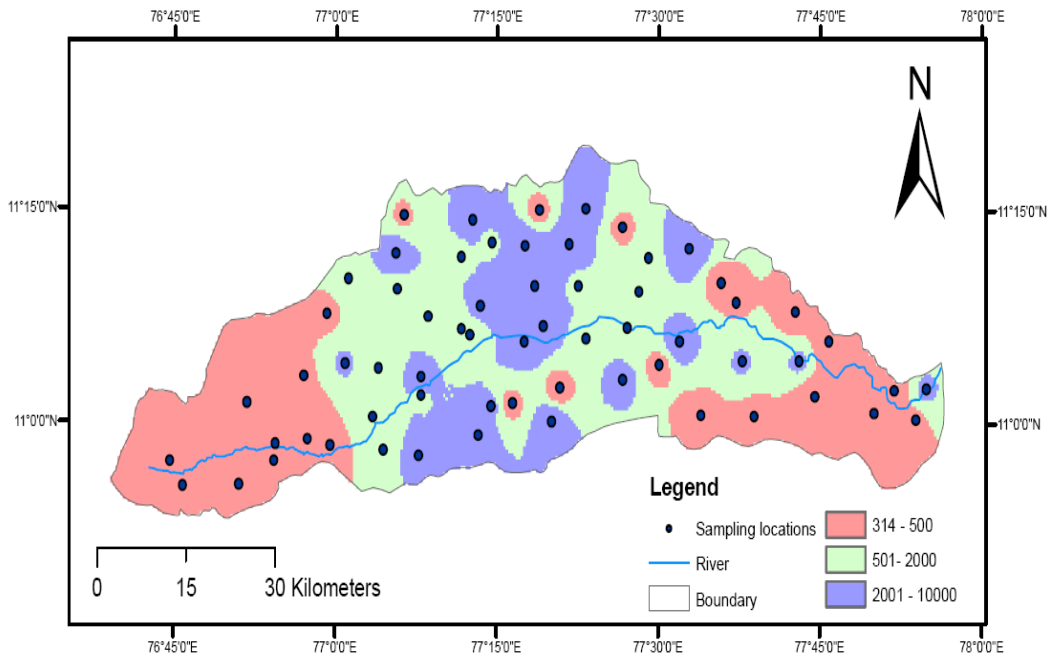 76°45'0"E 77°0'0"E 77°15'0"E 77°30'0"E 77°45'0"E 78°0'0"E
N
11°15'0"N 11°15'0"N
11°0'0"N 11°0'0"N
Legend
Sampling locations 314 - 500
River 501- 2000
Boundary 2001 - 10000
0 15 30 Kilometers
76°45'0"E 77°0'0"E 77°15'0"E 77°30'0"E 77°45'0"E 78°0'0"E